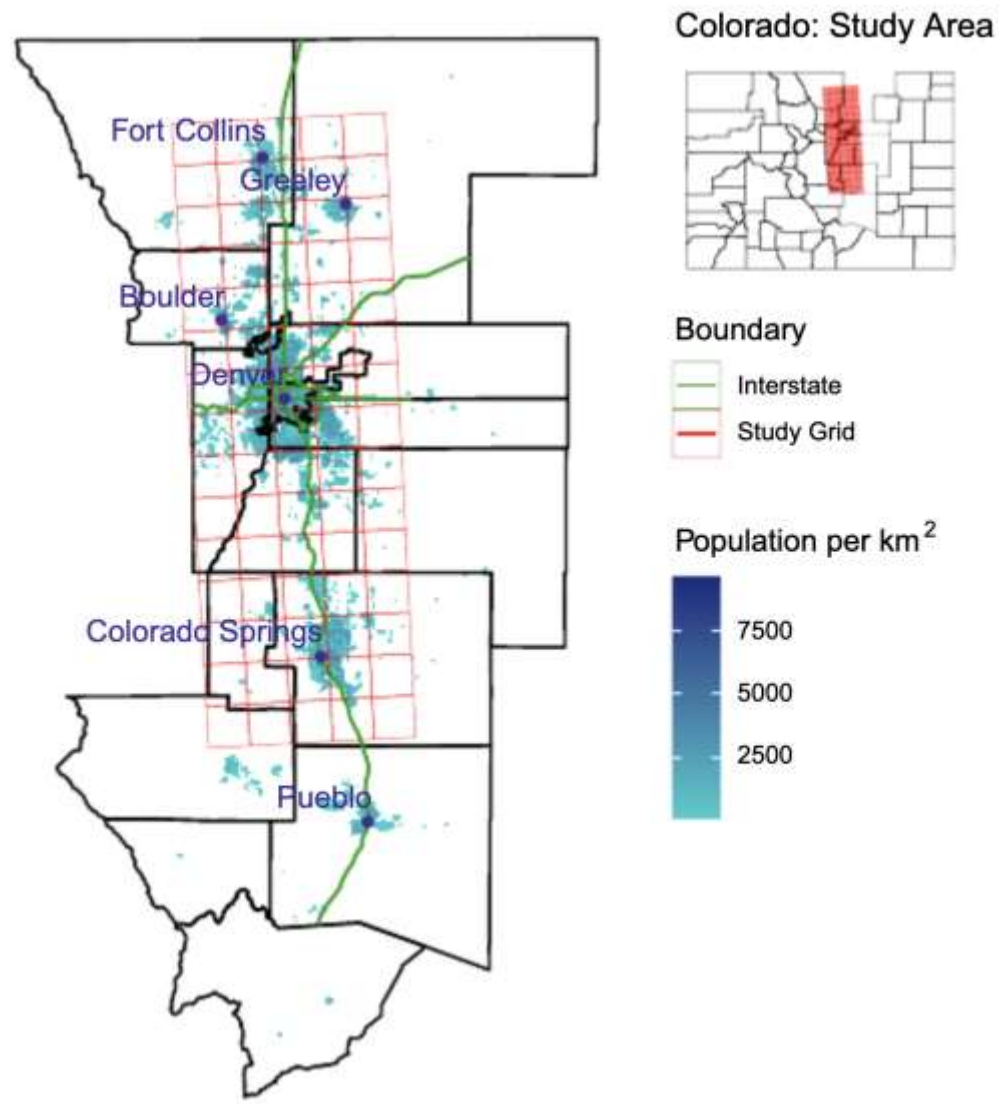 Colorado: Study Area
Fort Collins
Greeley
Boulder
Denver
Colorado Springs
Pueblo
Boundary
Interstate
Study Grid
Population per km²
7500
5000
2500